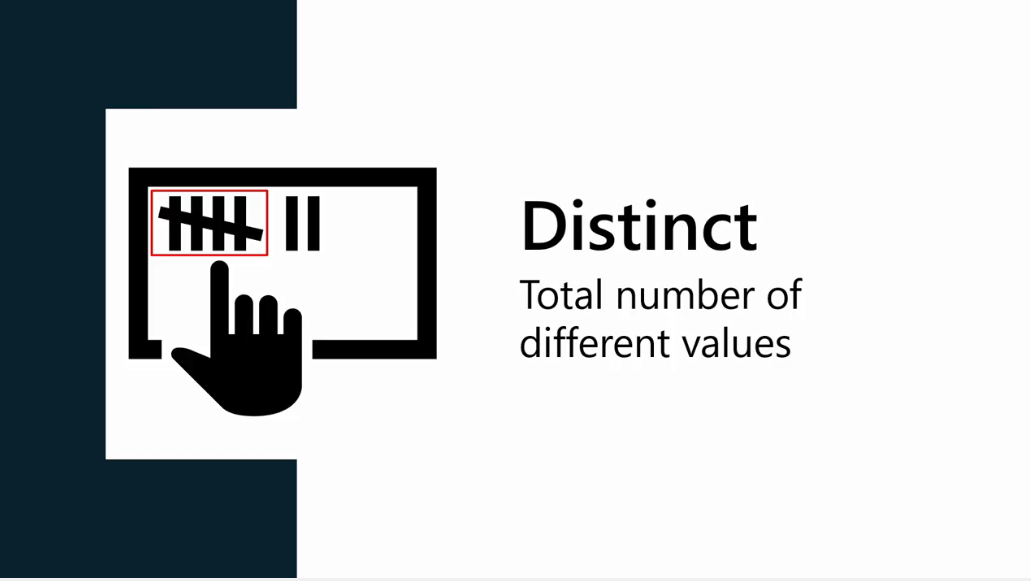 Distinct
Total number of
different values